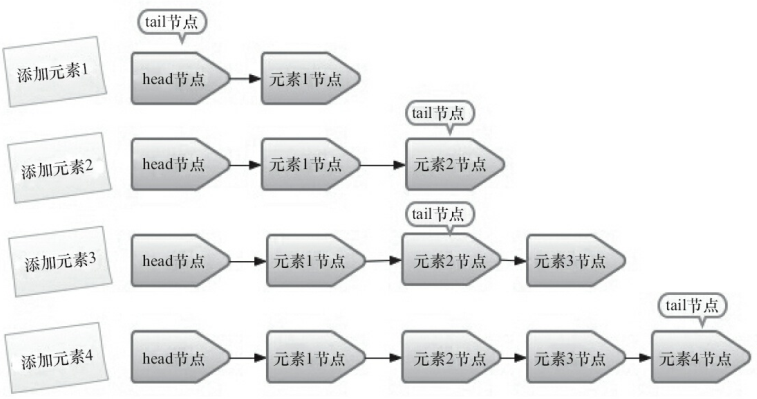 tail节点
添加元素1
head节点
元素1节点
tail节点
添加元素2
head节点
元素1节点
元素2节点
tail节点
添加元素3
head节点
元素1节点
元素2节点
元素3节点
tail节点
添加元素4
head节点
元素1节点
元素2节点
元素3节点
元素4节点